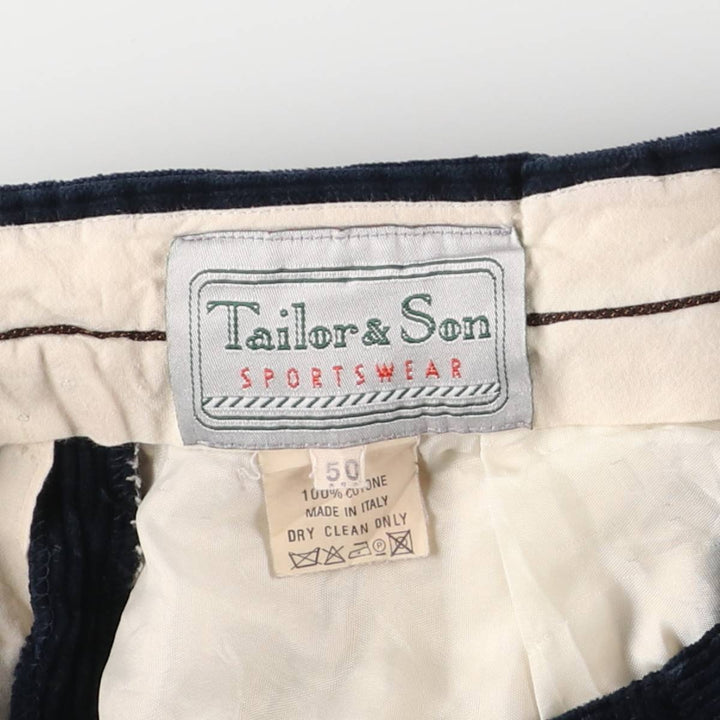 Tailor & Son
SPORTSWEAR
50
100% COTONE
MADE IN ITALY
DRY CLEAN ONLY
P